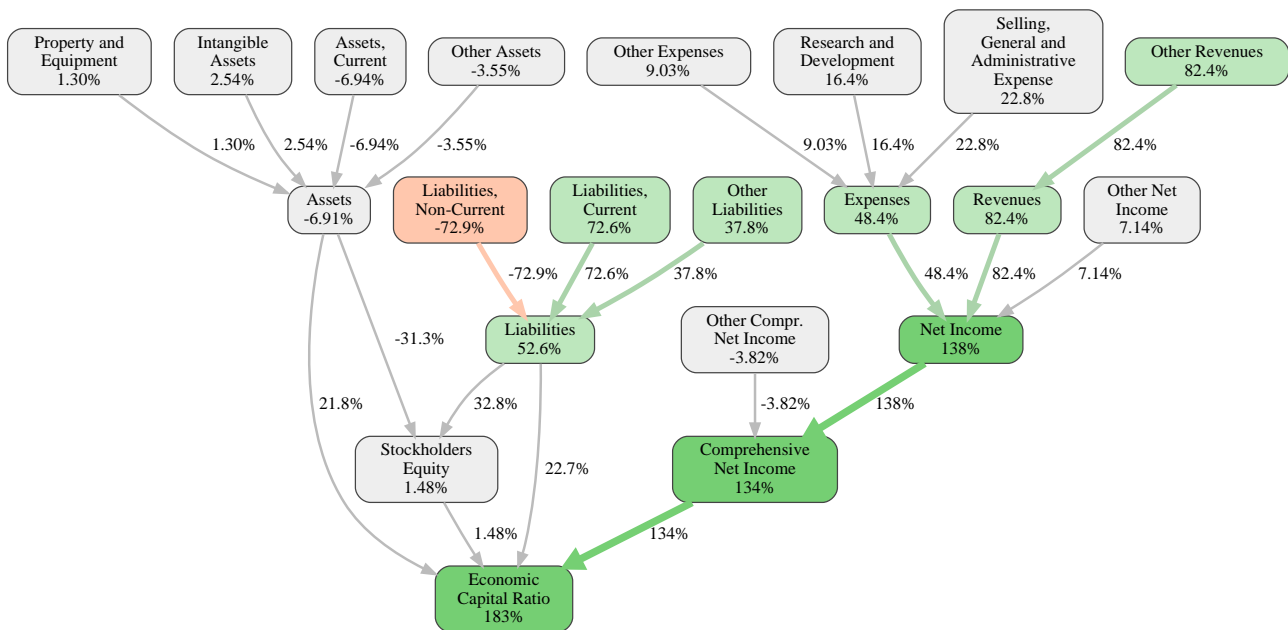 Property and
Equipment
1.30%
Intangible
Assets
2.54%
Assets,
Current
-6.94%
Other Assets
-3.55%
Other Expenses
9.03%
Research and
Development
16.4%
Selling,
General and
Administrative
Expense
22.8%
Other Revenues
82.4%
1.30%
2.54%
-6.94%
-3.55%
9.03%
16.4%
22.8%
82.4%
Assets
-6.91%
Liabilities,
Non-Current
-72.9%
Liabilities,
Current
72.6%
Other
Liabilities
37.8%
Expenses
48.4%
Revenues
82.4%
Other Net
Income
7.14%
-72.9%
72.6%
37.8%
48.4%
82.4%
7.14%
-31.3%
Liabilities
52.6%
Other Compr.
Net Income
-3.82%
Net Income
138%
21.8%
32.8%
-3.82%
138%
Stockholders
Equity
1.48%
22.7%
Comprehensive
Net Income
134%
1.48%
134%
Economic
Capital Ratio
183%